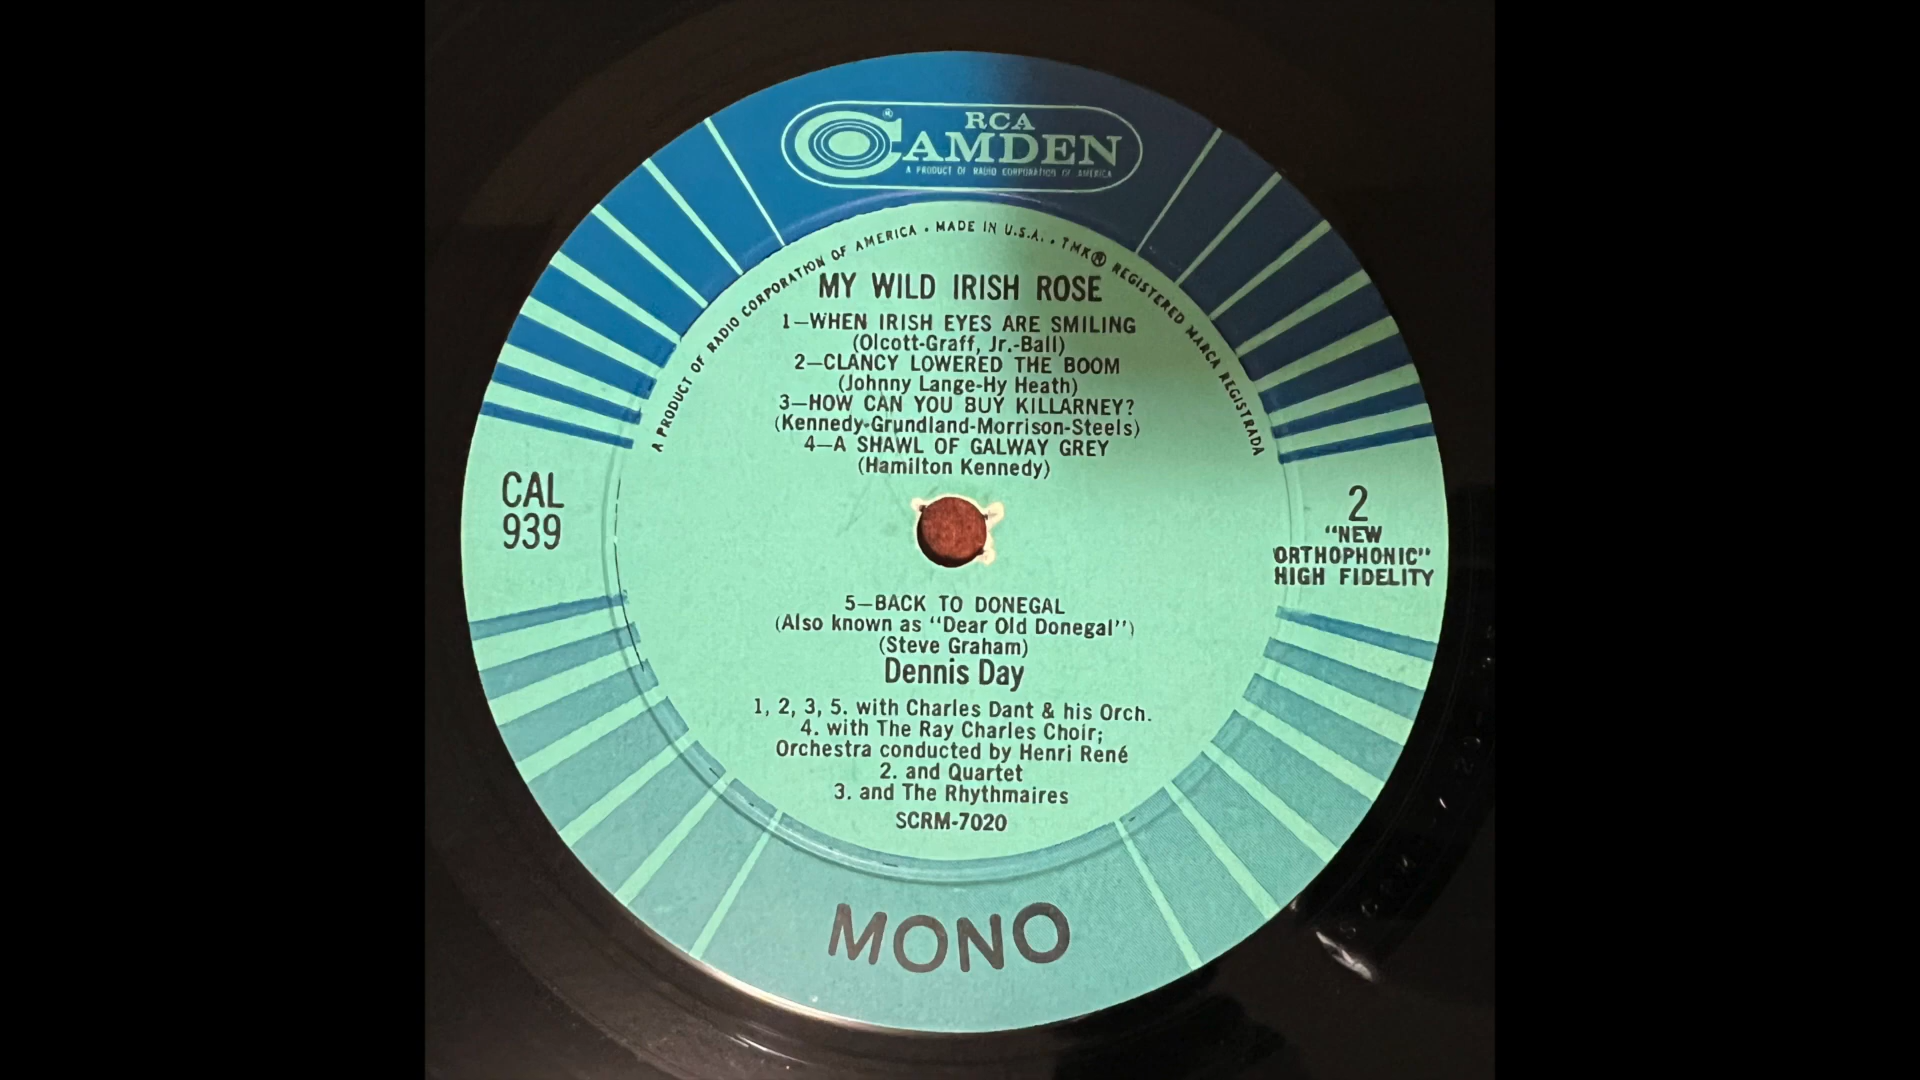 RCA
CAMDEN
A PRODUCT OF RADIO CORPORATION OF AMERICA
A PRODUCT OF RADIO CORPORATION OF AMERICA • MADE IN U.S.A. • TMK® REGISTERED MARCA REGISTRADA
MY WILD IRISH ROSE
1—WHEN IRISH EYES ARE SMILING
(Olcott-Graff, Jr.-Ball)
2—CLANCY LOWERED THE BOOM
(Johnny Lange-Hy Heath)
3—HOW CAN YOU BUY KILLARNEY?
(Kennedy-Grundland-Morrison-Steels)
4—A SHAWL OF GALWAY GREY
(Hamilton Kennedy)
CAL
939
2
"NEW
ORTHOPHONIC"
HIGH FIDELITY
5—BACK TO DONEGAL
(Also known as "Dear Old Donegal")
(Steve Graham)
Dennis Day
1, 2, 3, 5. with Charles Dant & his Orch.
4. with The Ray Charles Choir;
Orchestra conducted by Henri René
2. and Quartet
3. and The Rhythmaires
SCRM-7020
MONO